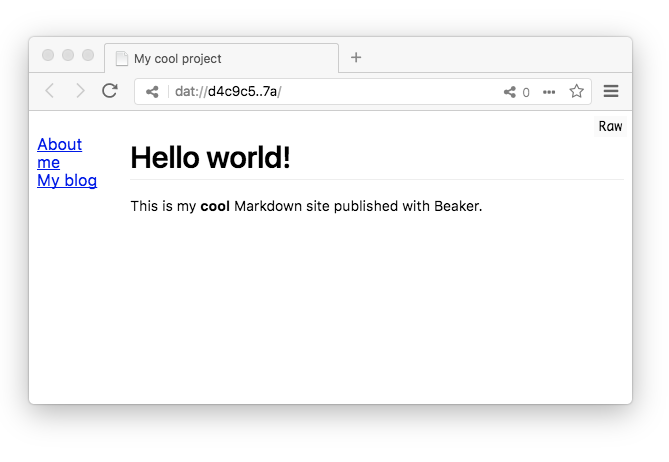 My cool project
dat://d4c9c5..7a/
0
Raw
About
me
My blog
Hello world!
This is my cool Markdown site published with Beaker.